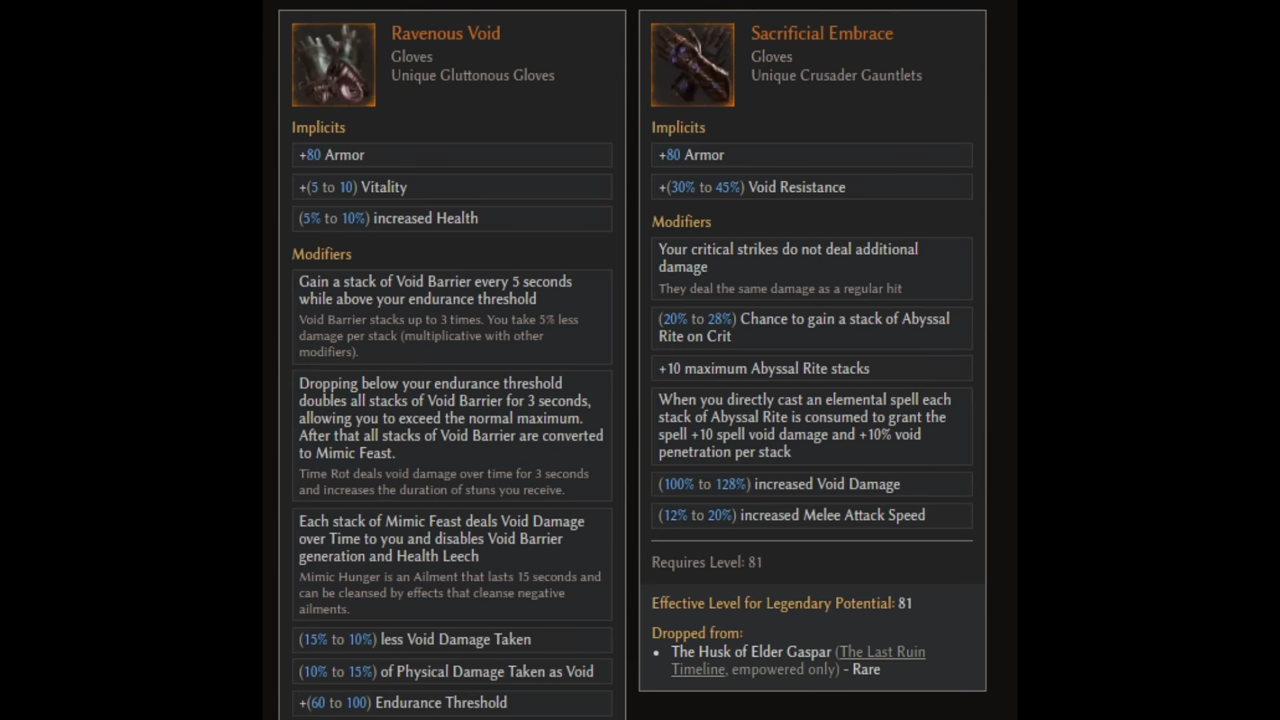 Ravenous Void
Gloves
Unique Gluttonous Gloves
Implicits
+80 Armor
+(5 to 10) Vitality
(5% to 10%) increased Health
Modifiers
Gain a stack of Void Barrier every 5 seconds
while above your endurance threshold
Void Barrier stacks up to 3 times. You take 5% less
damage per stack (multiplicative with other
modifiers).
Dropping below your endurance threshold
doubles all stacks of Void Barrier for 3 seconds,
allowing you to exceed the normal maximum.
After that all stacks of Void Barrier are converted
to Mimic Feast.
Time Rot deals void damage over time for 3 seconds
and increases the duration of stuns you receive.
Each stack of Mimic Feast deals Void Damage
over Time to you and disables Void Barrier
generation and Health Leech
Mimic Hunger is an Ailment that lasts 15 seconds and
can be cleansed by effects that cleanse negative
ailments.
(15% to 10%) less Void Damage Taken
(10% to 15%) of Physical Damage Taken as Void
+(60 to 100) Endurance Threshold
Sacrificial Embrace
Gloves
Unique Crusader Gauntlets
Implicits
+80 Armor
+(30% to 45%) Void Resistance
Modifiers
Your critical strikes do not deal additional
damage
They deal the same damage as a regular hit
(20% to 28%) Chance to gain a stack of Abyssal
Rite on Crit
+10 maximum Abyssal Rite stacks
When you directly cast an elemental spell each
stack of Abyssal Rite is consumed to grant the
spell +10 spell void damage and +10% void
penetration per stack
(100% to 128%) increased Void Damage
(12% to 20%) increased Melee Attack Speed
Requires Level: 81
Effective Level for Legendary Potential: 81
Dropped from:
• The Husk of Elder Gaspar (The Last Ruin
Timeline, empowered only) - Rare